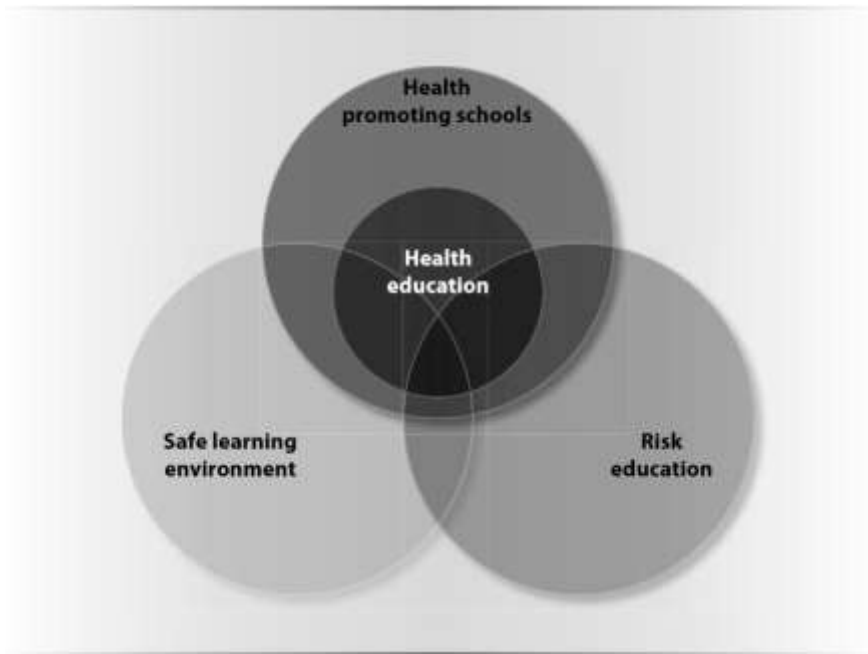 Health
promoting schools
Health
education
Safe learning
environment
Risk
education